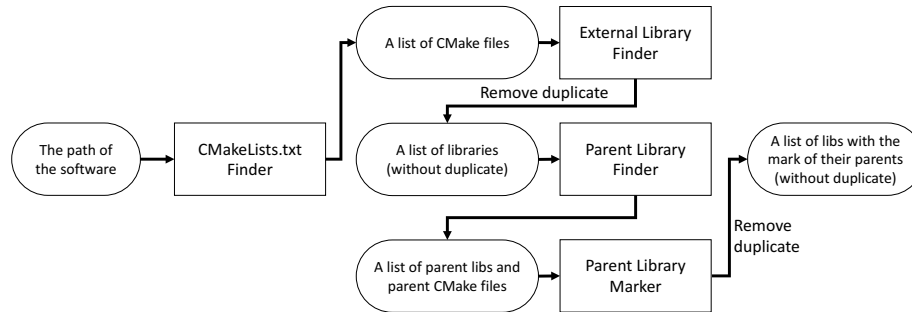 A list of CMake files
External Library
Finder
Remove duplicate
The path of
the software
CMakeLists.txt
Finder
A list of libraries
(without duplicate)
Parent Library
Finder
A list of libs with the
mark of their parents
(without duplicate)
Remove
duplicate
A list of parent libs and
parent CMake files
Parent Library
Marker